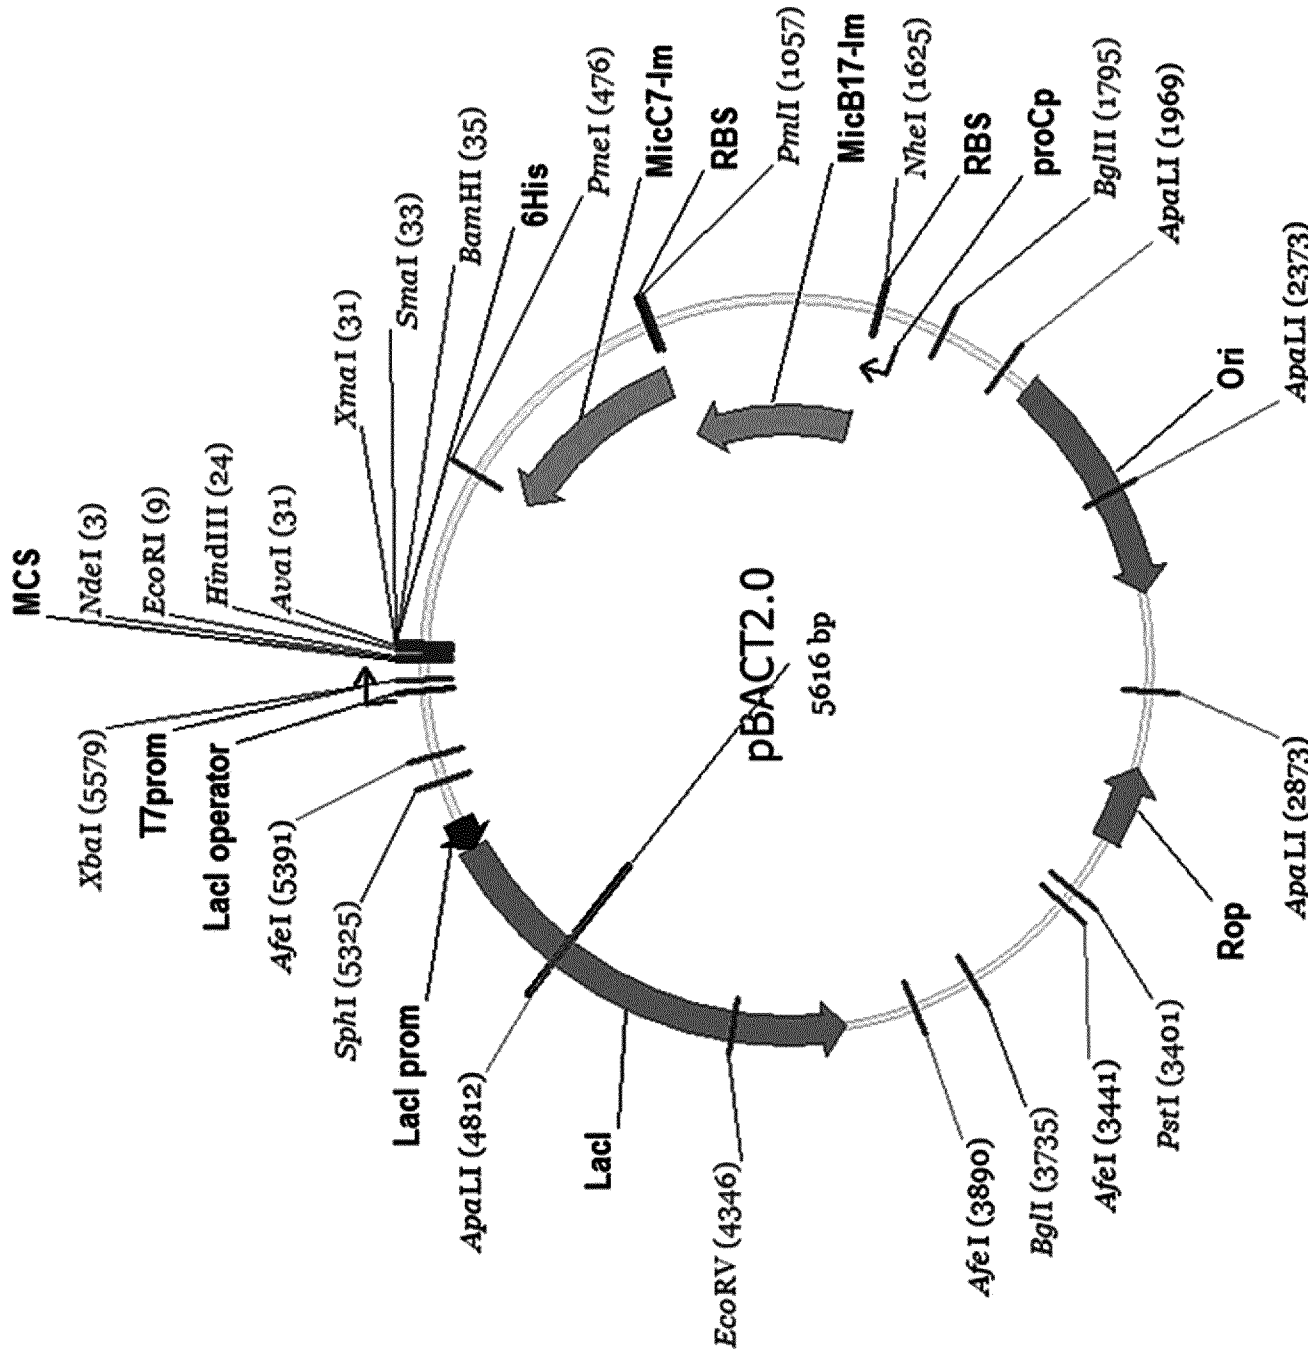 MCS
NdeI (3)
EcoRI (9)
HindIII (24)
AvaI (31)
XmaI (31)
SmaI (33)
BamHI (35)
6His
PmeI (476)
MicC7-Im
RBS
PmlI (1057)
MicB17-Im
NheI (1625)
RBS
proCp
BglII (1795)
ApaLI (1969)
Ori
ApaLI (2373)
ApaLI (2873)
Rop
PstI (3401)
AfeI (3441)
BglI (3735)
AfeI (3890)
EcoRV (4346)
LacI
ApaLI (4812)
LacI prom
SphI (5325)
AfeI (5391)
LacI operator
T7prom
XbaI (5579)
pBACT2.0
5616 bp